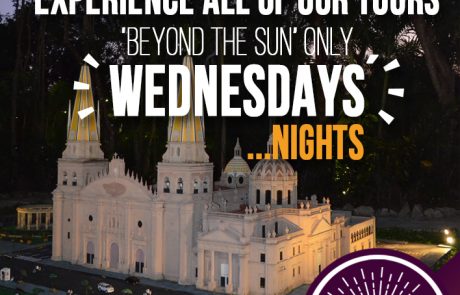 EXPERIENCE ALL OF OUR TOURS
'BEYOND THE SUN' ONLY
WEDNESDAYS
...NIGHTS